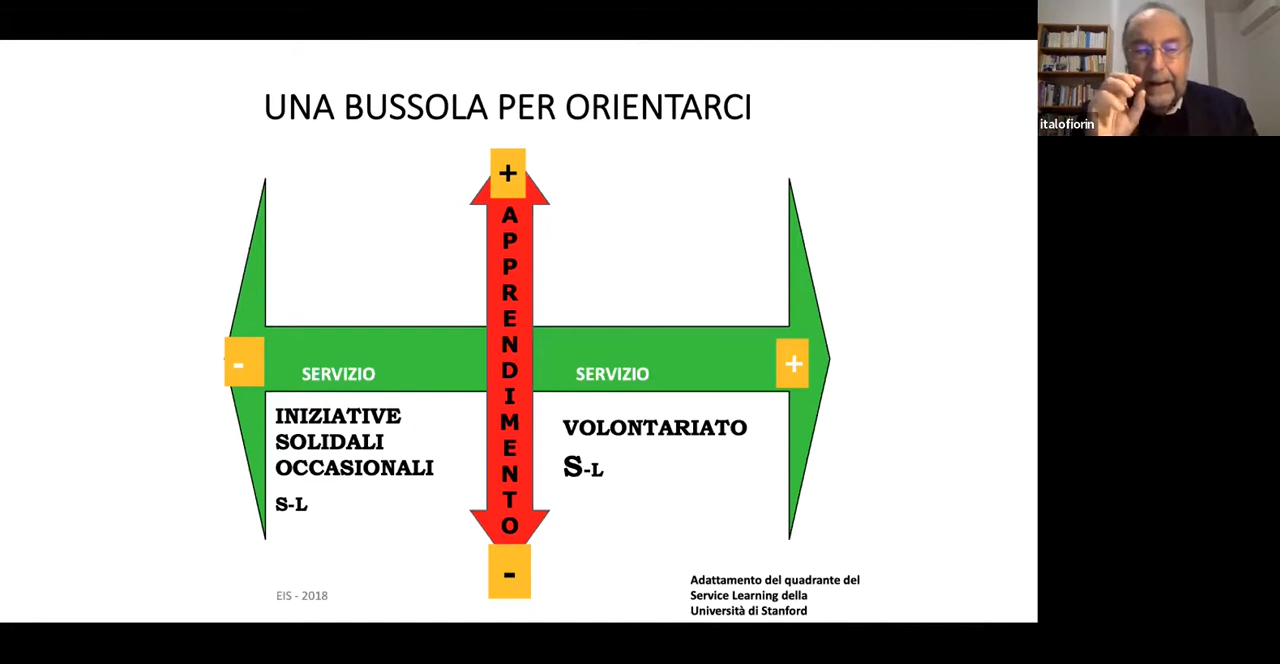 UNA BUSSOLA PER ORIENTARCI
italofiorin
+
APPRENDIMENTO
-
SERVIZIO
SERVIZIO
+
INIZIATIVE
SOLIDALI
OCCASIONALI
S-L
VOLONTARIATO
S-L
-
EIS - 2018
Adattamento del quadrante del
Service Learning della
Università di Stanford